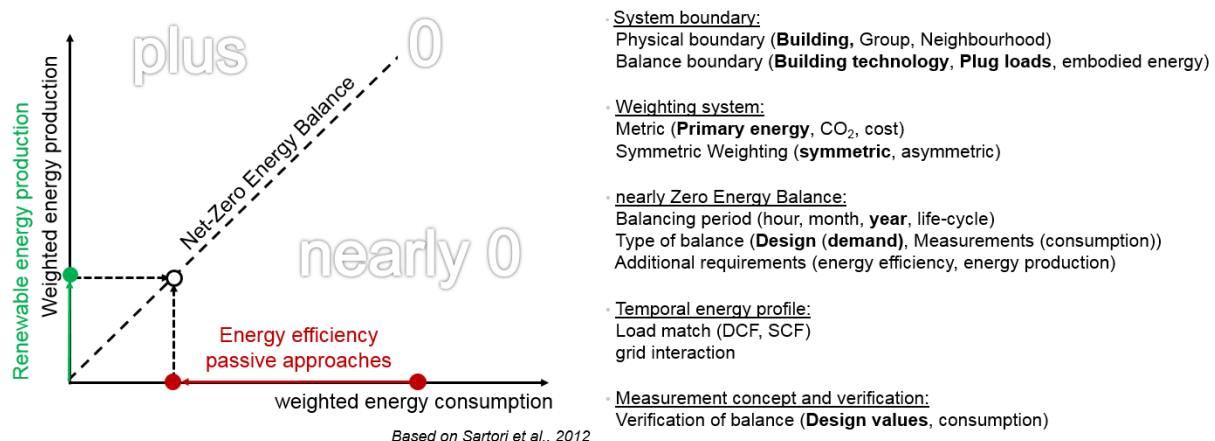 plus
0
Net-Zero Energy Balance
nearly 0
Renewable energy production
Weighted energy production
Energy efficiency
passive approaches
weighted energy consumption
Based on Sartori et al., 2012
System boundary:
Physical boundary (Building, Group, Neighbourhood)
Balance boundary (Building technology, Plug loads, embodied energy)
Weighting system:
Metric (Primary energy, CO₂, cost)
Symmetric Weighting (symmetric, asymmetric)
nearly Zero Energy Balance:
Balancing period (hour, month, year, life-cycle)
Type of balance (Design (demand), Measurements (consumption))
Additional requirements (energy efficiency, energy production)
Temporal energy profile:
Load match (DCF, SCF)
grid interaction
Measurement concept and verification:
Verification of balance (Design values, consumption)